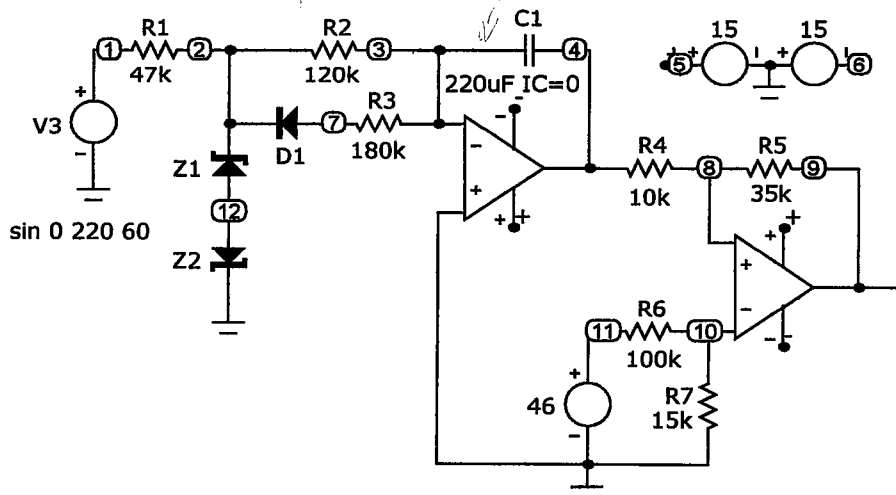 C1
15
15
R1
R2
1
2
3
4
5
6
47k
120k
220uF IC=0
V3
7
R3
D1
180k
Z1
R4
8
R5
9
10k
35k
12
sin 0 220 60
Z2
R6
11
10
100k
46
R7
15k